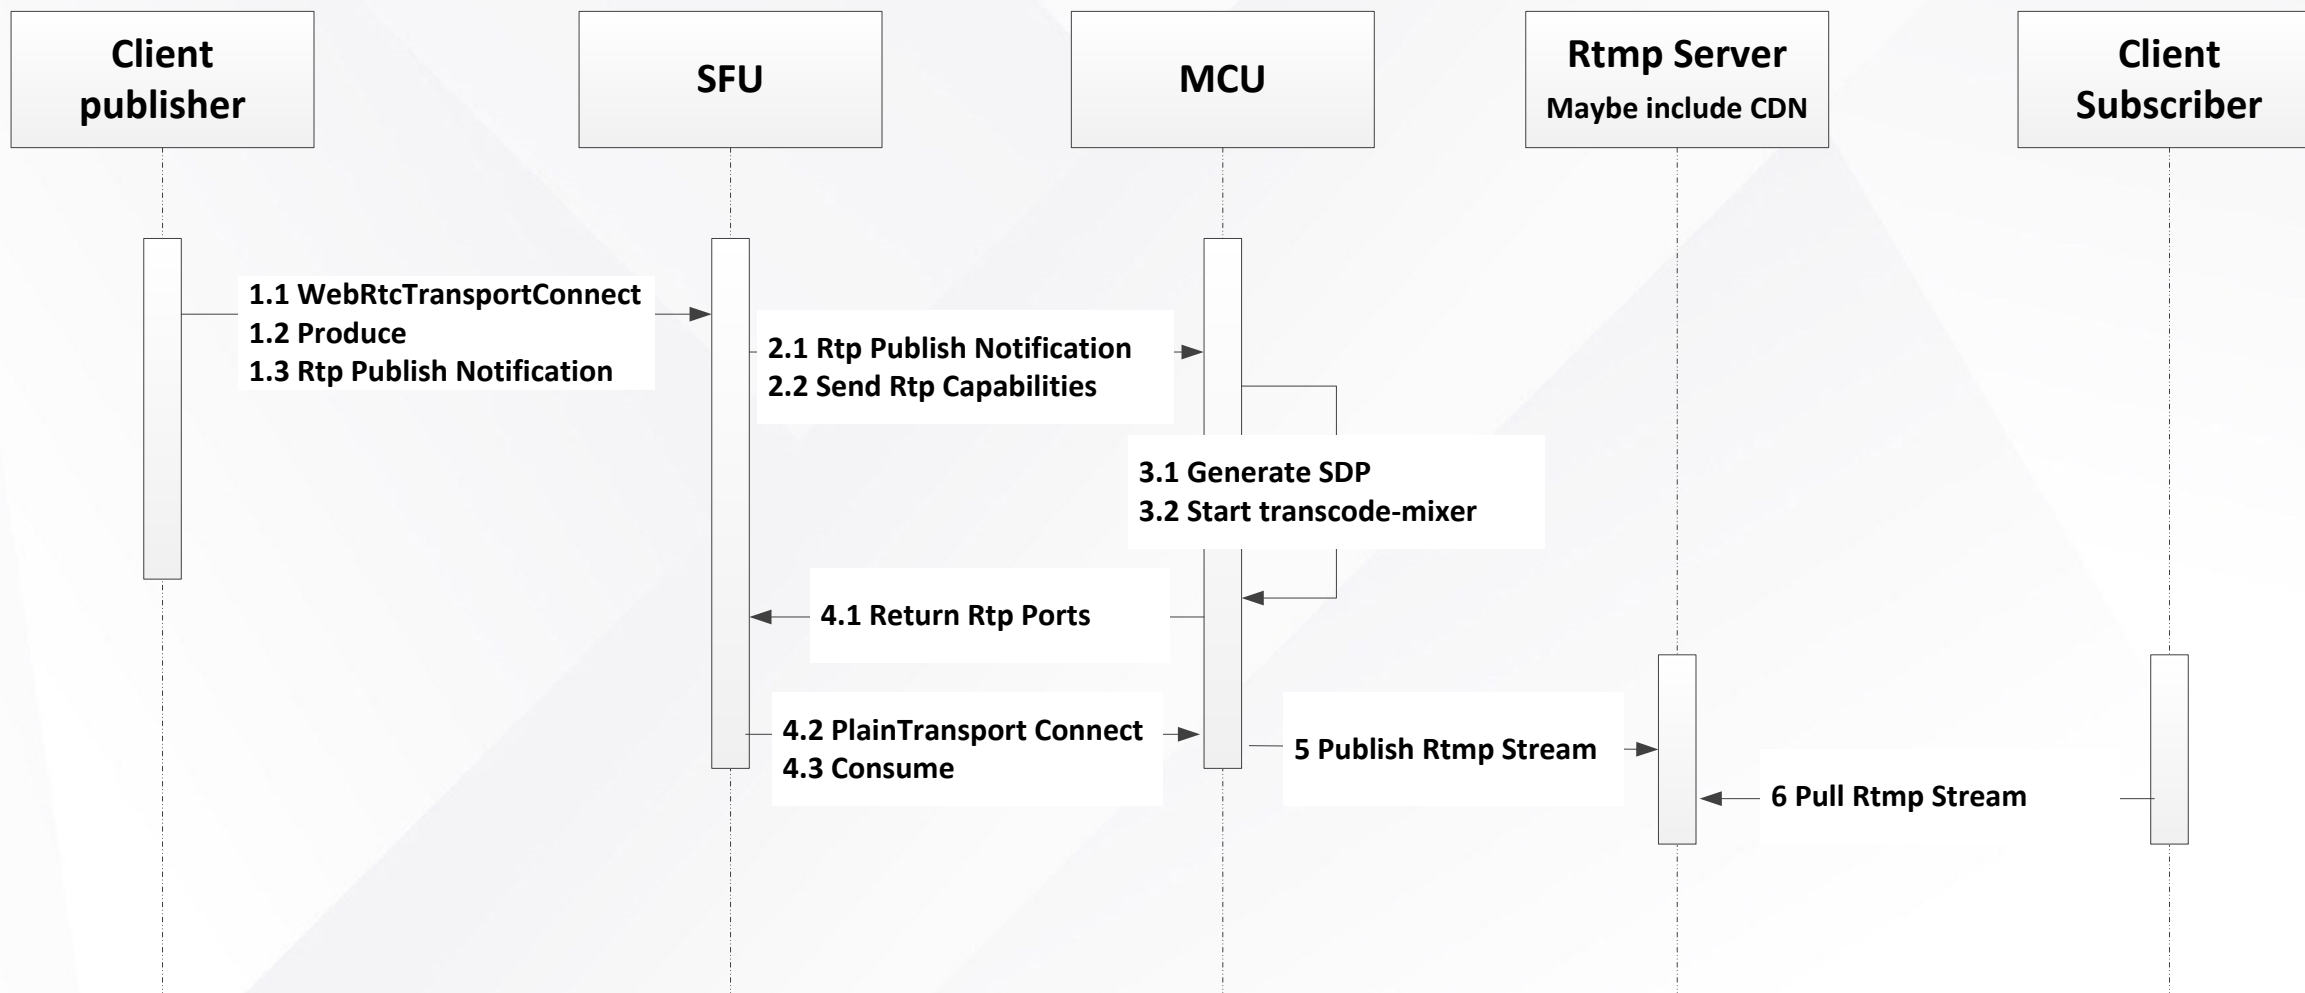 Client
publisher
SFU
MCU
Rtmp Server
Maybe include CDN
Client
Subscriber
1.1 WebRtcTransportConnect
1.2 Produce
1.3 Rtp Publish Notification
2.1 Rtp Publish Notification
2.2 Send Rtp Capabilities
3.1 Generate SDP
3.2 Start transcode-mixer
4.1 Return Rtp Ports
4.2 PlainTransport Connect
4.3 Consume
5 Publish Rtmp Stream
6 Pull Rtmp Stream